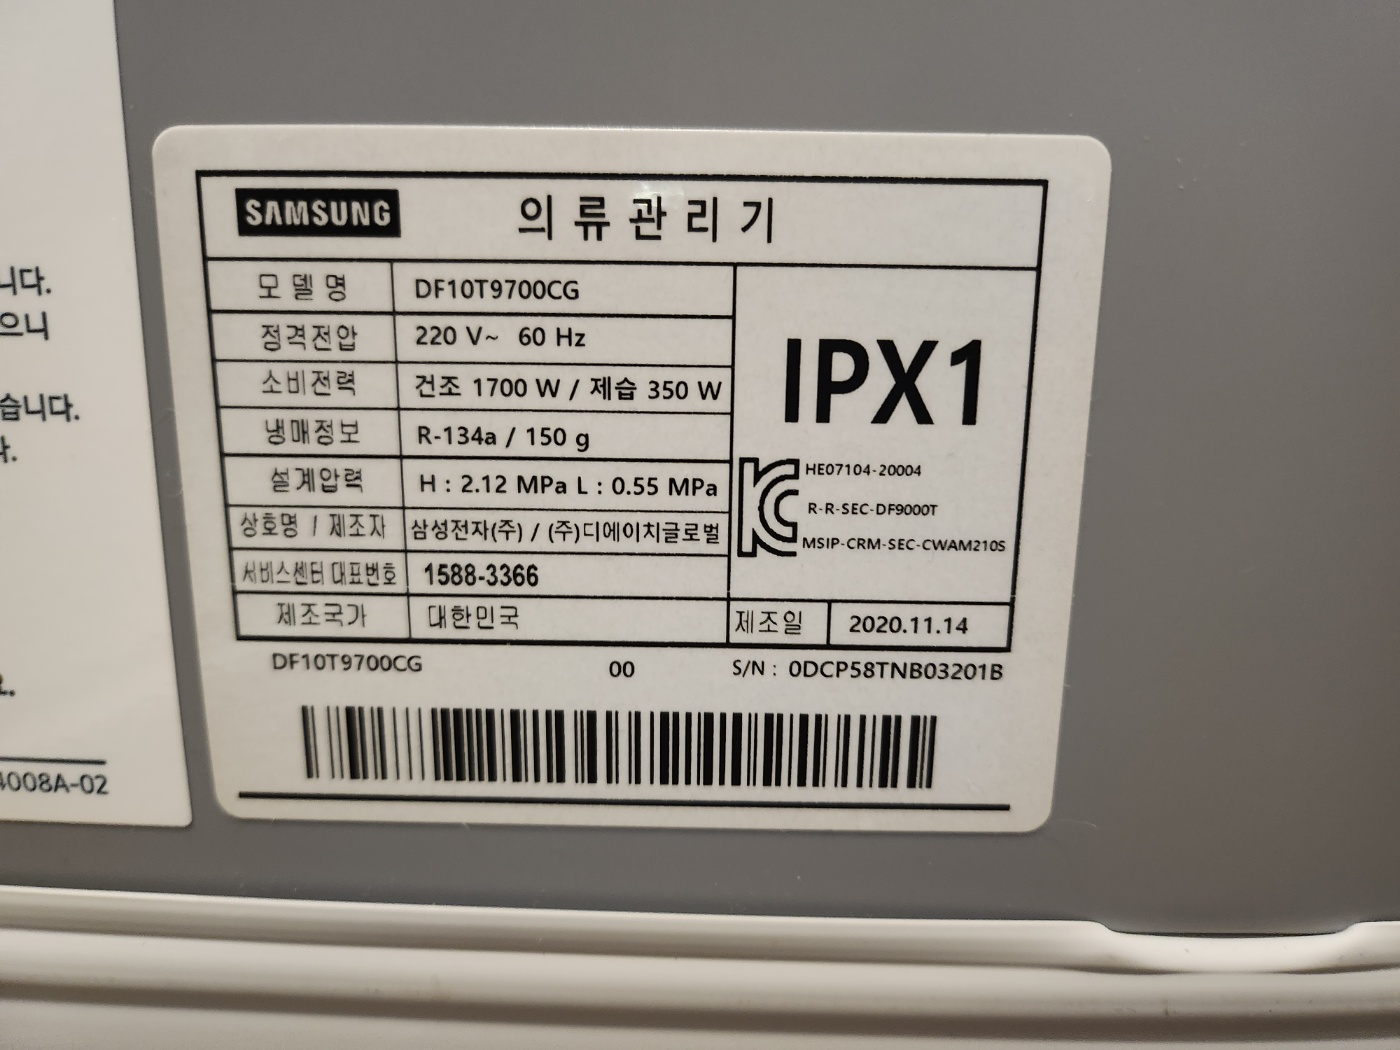 니다.
으니
습니다.
다.
요.
4008A-02
SAMSUNG 의류관리기
모델명 DF10T9700CG
정격전압 220 V~ 60 Hz
소비전력 건조 1700 W / 제습 350 W
냉매정보 R-134a / 150 g
설계압력 H : 2.12 MPa L : 0.55 MPa
상호명 / 제조자 삼성전자(주) / (주)디에이치글로벌
서비스센터 대표번호 1588-3366
제조국가 대한민국
IPX1
HE07104-20004
R-R-SEC-DF9000T
MSIP-CRM-SEC-CWAM210S
제조일 2020.11.14
DF10T9700CG 00 S/N : 0DCP58TNB03201B